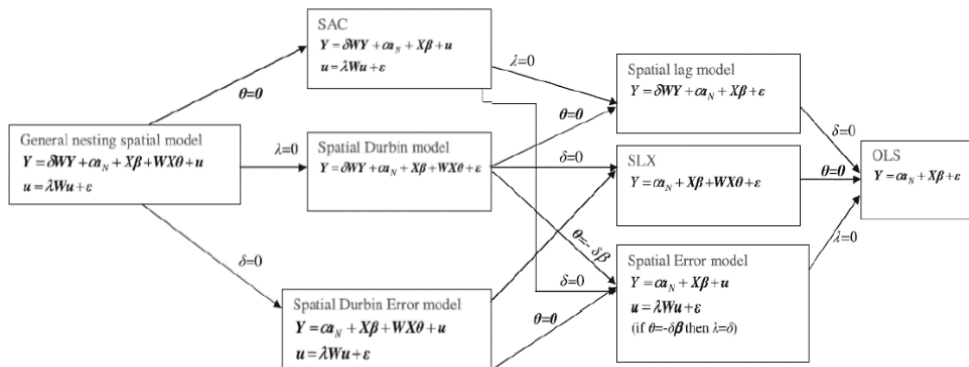 SAC
Y = δWY + αι_N + Xβ + u
u = λWu + ε
θ=0
λ=0
General nesting spatial model
Y = δWY + αι_N + Xβ + WXθ + u
u = λWu + ε
λ=0
δ=0
Spatial Durbin model
Y = δWY + αι_N + Xβ + WXθ + ε
θ=0
δ=0
θ=- δβ
Spatial Durbin Error model
Y = αι_N + Xβ + WXθ + u
u = λWu + ε
δ=0
θ=0
Spatial lag model
Y = δWY + αι_N + Xβ + ε
δ=0
SLX
Y = αι_N + Xβ + WXθ + ε
θ=0
Spatial Error model
Y = αι_N + Xβ + u
u = λWu + ε
(if θ=-δβ then λ=δ)
λ=0
OLS
Y = αι_N + Xβ + ε